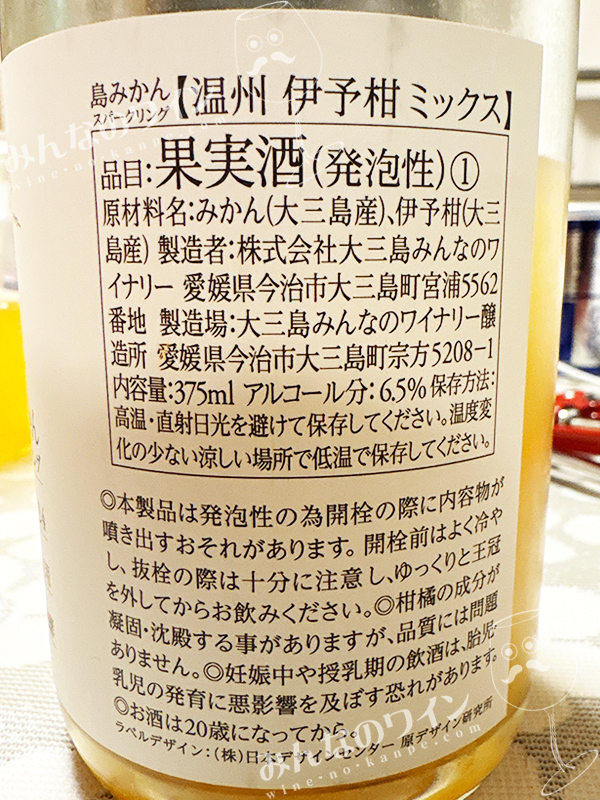 島みかん
スパークリング【温州 伊予柑 ミックス】
品目:果実酒(発泡性)①
原材料名:みかん(大三島産)、伊予柑(大三
島産) 製造者:株式会社大三島みんなのワ
イナリー 愛媛県今治市大三島町宮浦5562
番地 製造場:大三島みんなのワイナリー醸
造所 愛媛県今治市大三島町宗方5208-1
内容量:375ml アルコール分:6.5% 保存方法:
高温・直射日光を避けて保存してください。温度変
化の少ない涼しい場所で低温で保存してください。
◎本製品は発泡性の為開栓の際に内容物が
噴き出すおそれがあります。開栓前はよく冷や
し、抜栓の際は十分に注意し、ゆっくりと王冠
を外してからお飲みください。◎柑橘の成分が
凝固・沈殿する事がありますが、品質には問題
ありません。◎妊娠中や授乳期の飲酒は、胎児・
乳児の発育に悪影響を及ぼす恐れがあります。
◎お酒は20歳になってから。
ラベルデザイン:(株)日本デザインセンター 原デザイン研究所
みんなのワイン
wine-no-kanpe.com
みんなのワイン
wine-no-kanpe.com